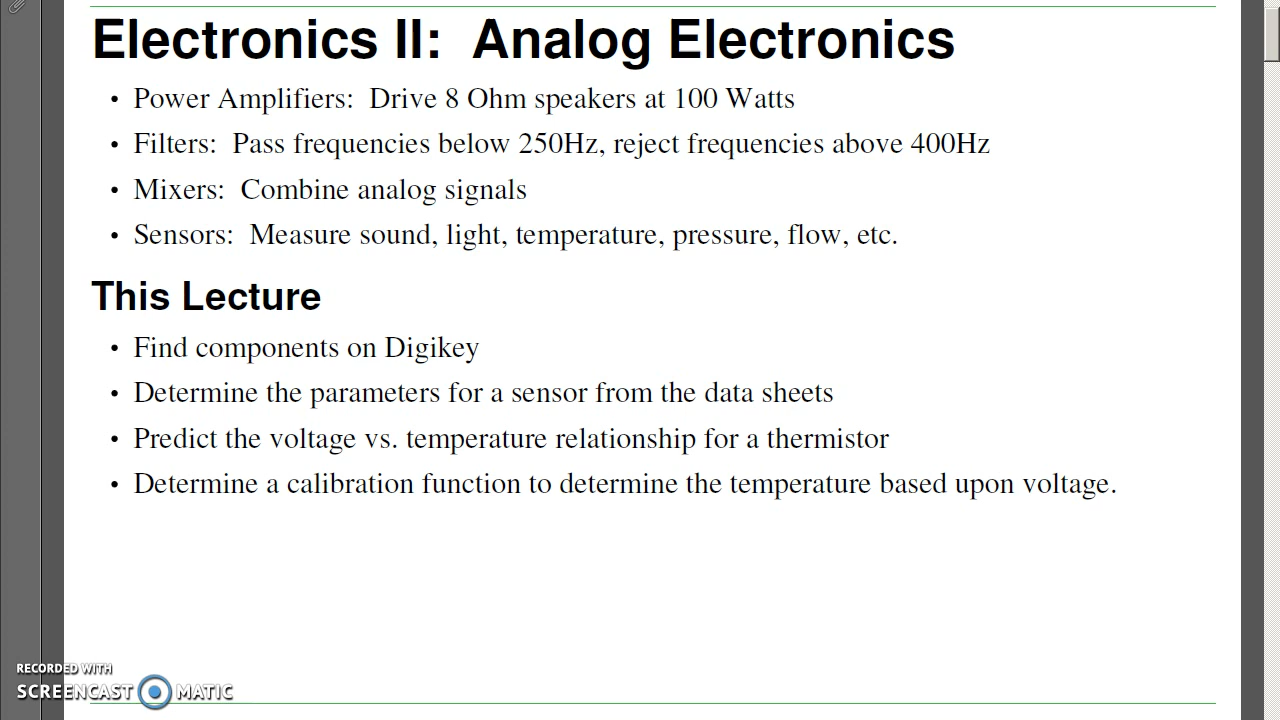 Electronics II: Analog Electronics
• Power Amplifiers: Drive 8 Ohm speakers at 100 Watts
• Filters: Pass frequencies below 250Hz, reject frequencies above 400Hz
• Mixers: Combine analog signals
• Sensors: Measure sound, light, temperature, pressure, flow, etc.
This Lecture
• Find components on Digikey
• Determine the parameters for a sensor from the data sheets
• Predict the voltage vs. temperature relationship for a thermistor
• Determine a calibration function to determine the temperature based upon voltage.
RECORDED WITH
SCREENCAST MATIC